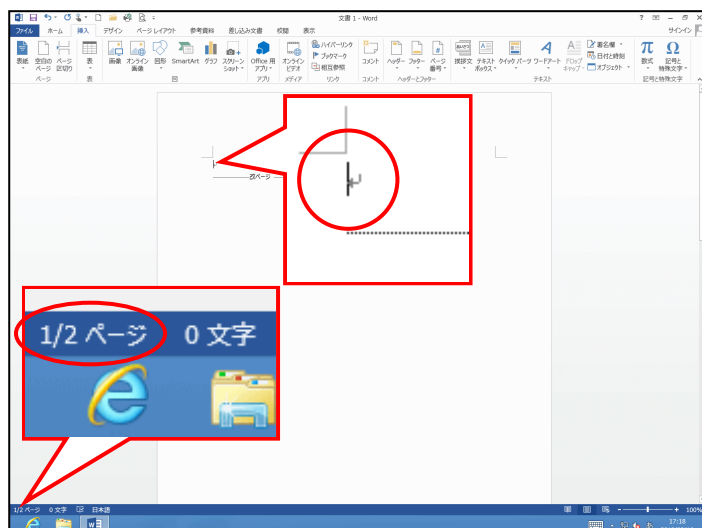 文書 1 - Word
サインイン
ファイル ホーム 挿入 デザイン ページ レイアウト 参考資料 差し込み文書 校閲 表示
表紙 空白の ページ 表 画像 オンライン 図形 SmartArt グラフ スクリーン Office 用 オンライン ハイパーリンク コメント ヘッダー フッター ページ 挨拶文 テキスト クイック パーツ ワードアート ドロップ 署名欄 数式 記号と
ページ 区切り 画像 ショット アプリ ビデオ ブックマーク 番号 ボックス キャップ 日付と時刻 特殊文字
相互参照 オブジェクト
ページ 表 図 アプリ メディア リンク コメント ヘッダーとフッター テキスト 記号と特殊文字
改ページ
1/2 ページ 0 文字
1/2 ページ 0 文字 日本語 100%
17:18